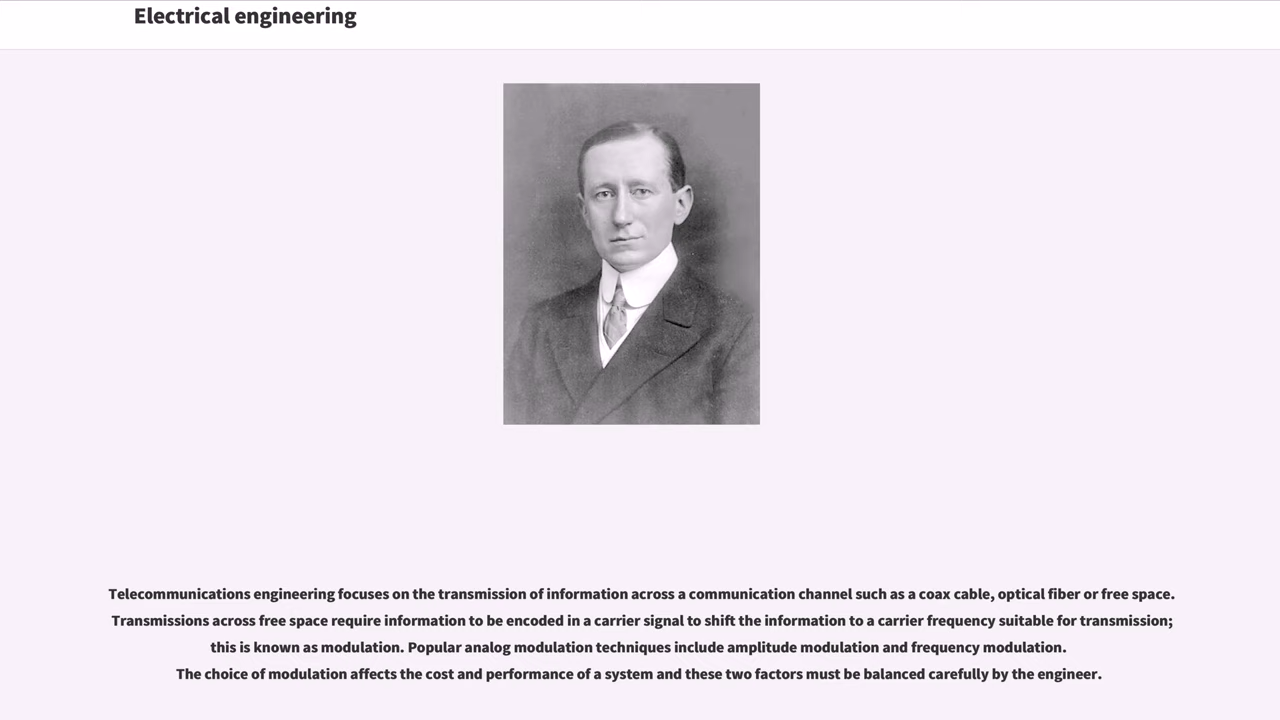 Electrical engineering
Telecommunications engineering focuses on the transmission of information across a communication channel such as a coax cable, optical fiber or free space.
Transmissions across free space require information to be encoded in a carrier signal to shift the information to a carrier frequency suitable for transmission;
this is known as modulation. Popular analog modulation techniques include amplitude modulation and frequency modulation.
The choice of modulation affects the cost and performance of a system and these two factors must be balanced carefully by the engineer.